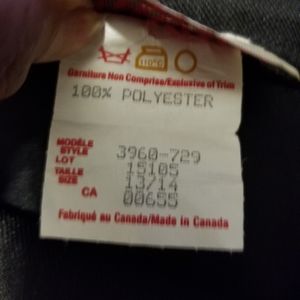 110°C
Garniture Non Comprise/Exclusive of Trim
100% POLYESTER
MODÈLE
STYLE 3960-729
LOT 15105
TAILLE
SIZE 13/14
CA 00655
Fabriqué au Canada/Made in Canada